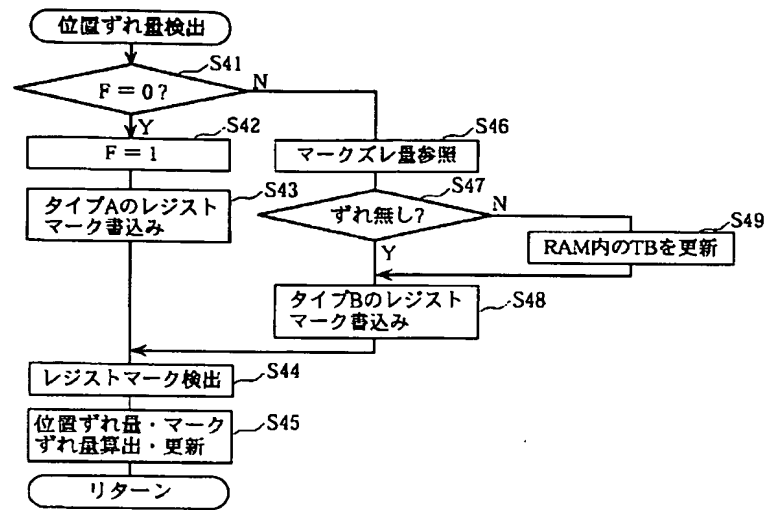 位置ずれ量検出
S41
F = 0?
N
Y
S42
F = 1
S43
タイプAのレジスト
マーク書込み
S46
マークズレ量参照
S47
ずれ無し?
N
Y
S49
RAM内のTBを更新
S48
タイプBのレジスト
マーク書込み
S44
レジストマーク検出
S45
位置ずれ量・マーク
ずれ量算出・更新
リターン